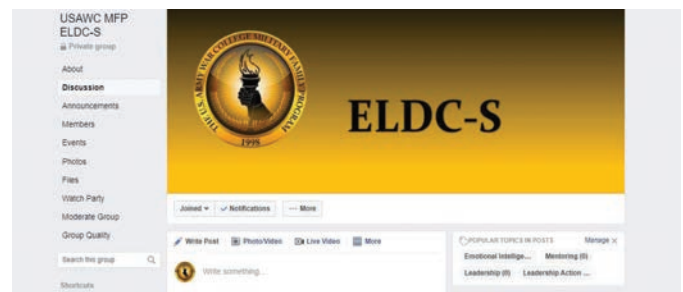 USAWC MFP
ELDC-S
Private group
About
Discussion
Announcements
Members
Events
Photos
Files
Watch Party
Moderate Group
Group Quality
Search this group
Shortcuts
THE U.S. ARMY WAR COLLEGE MILITARY FAMILY PROGRAM
1998
ELDC-S
Joined
Notifications
More
Write Post
Photo/Video
Live Video
More
Write something...
POPULAR TOPICS IN POSTS
Manage
Emotional Intellige...
Mentoring (6)
Leadership (6)
Leadership Action ...